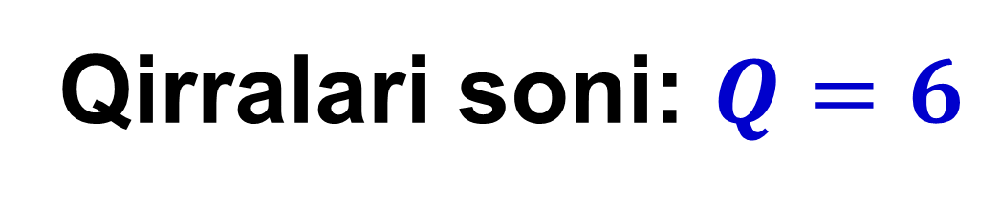 Qirralari soni: Q = 6